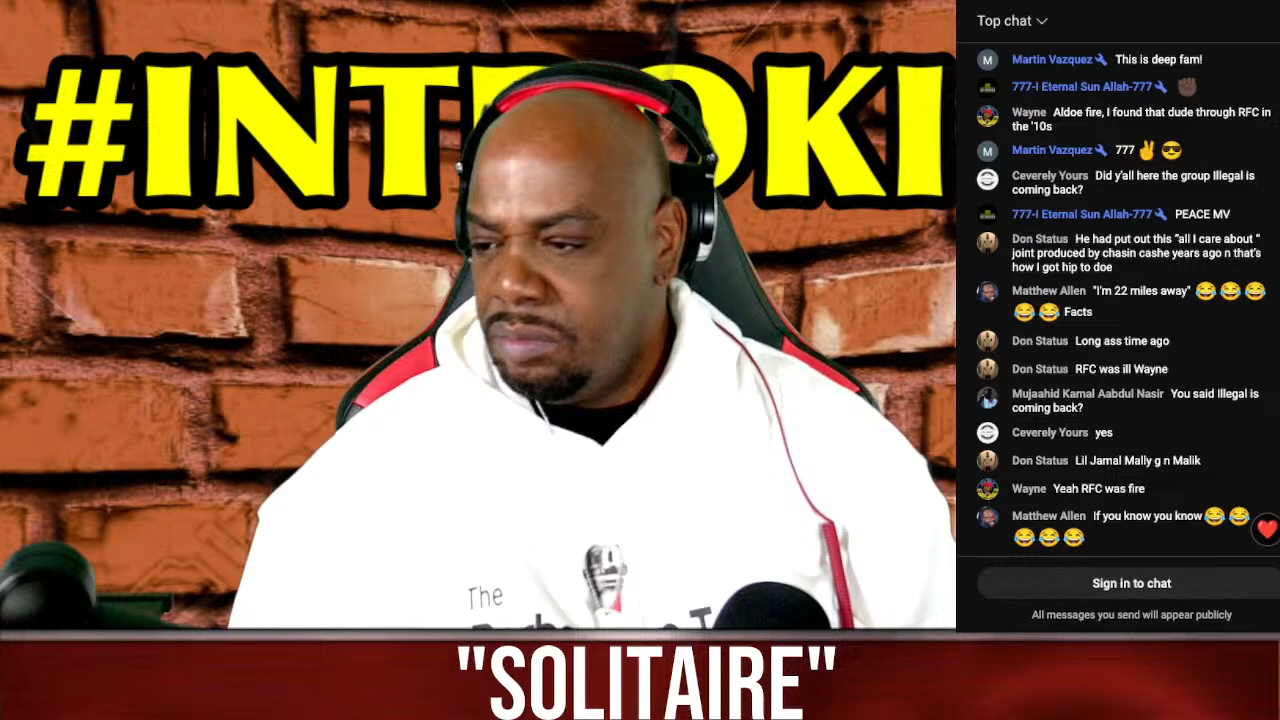 #INT OKI
The
"SOLITAIRE"
Top chat
M
Martin Vazquez This is deep fam!
777-I Eternal Sun Allah-777 ✊🏿
Wayne Aldoe fire, I found that dude through RFC in
the '10s
M
Martin Vazquez 777 ✌️ 😎
Ceverely Yours Did y'all here the group Illegal is
coming back?
777-I Eternal Sun Allah-777 PEACE MV
Don Status He had put out this "all I care about "
joint produced by chasin cashe years ago n that's
how I got hip to doe
Matthew Allen "I'm 22 miles away" 😂 😂 😂
😂 😂 Facts
Don Status Long ass time ago
Don Status RFC was ill Wayne
Mujaahid Kamal Aabdul Nasir You said Illegal is
coming back?
Ceverely Yours yes
Don Status Lil Jamal Mally g n Malik
Wayne Yeah RFC was fire
Matthew Allen If you know you know 😂 😂
😂 😂 😂
Sign in to chat
All messages you send will appear publicly